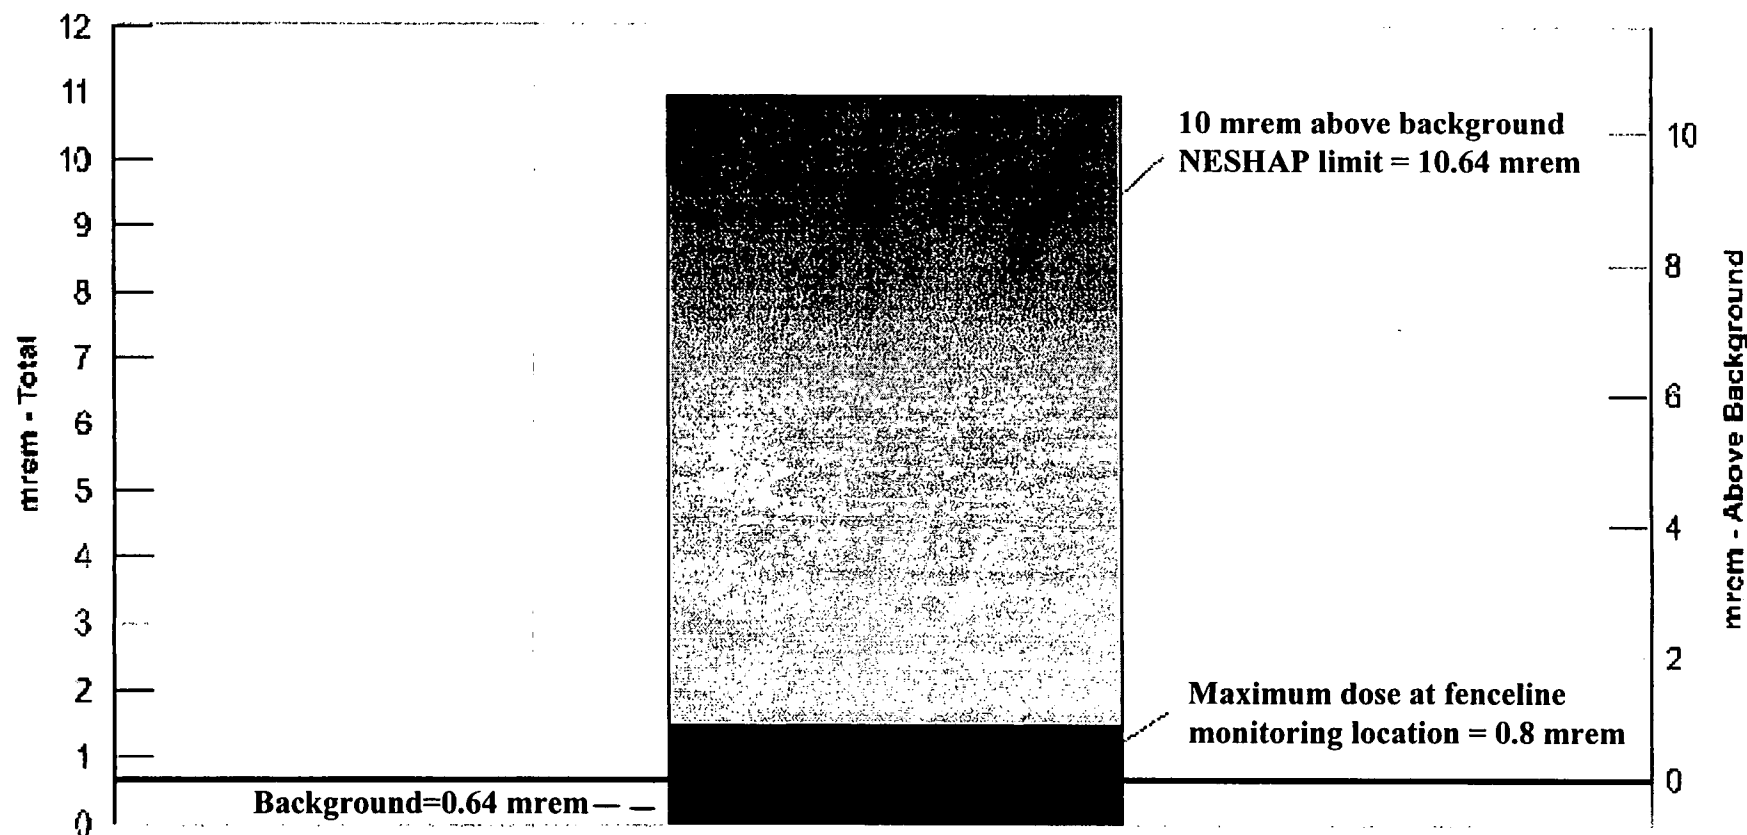 12
11
10
9
8
7
6
5
4
3
2
1
0
mrem - Total
10 mrem above background
NESHAP limit = 10.64 mrem
Maximum dose at fenceline
monitoring location = 0.8 mrem
Background=0.64 mrem
10
8
6
4
2
0
mrem - Above Background